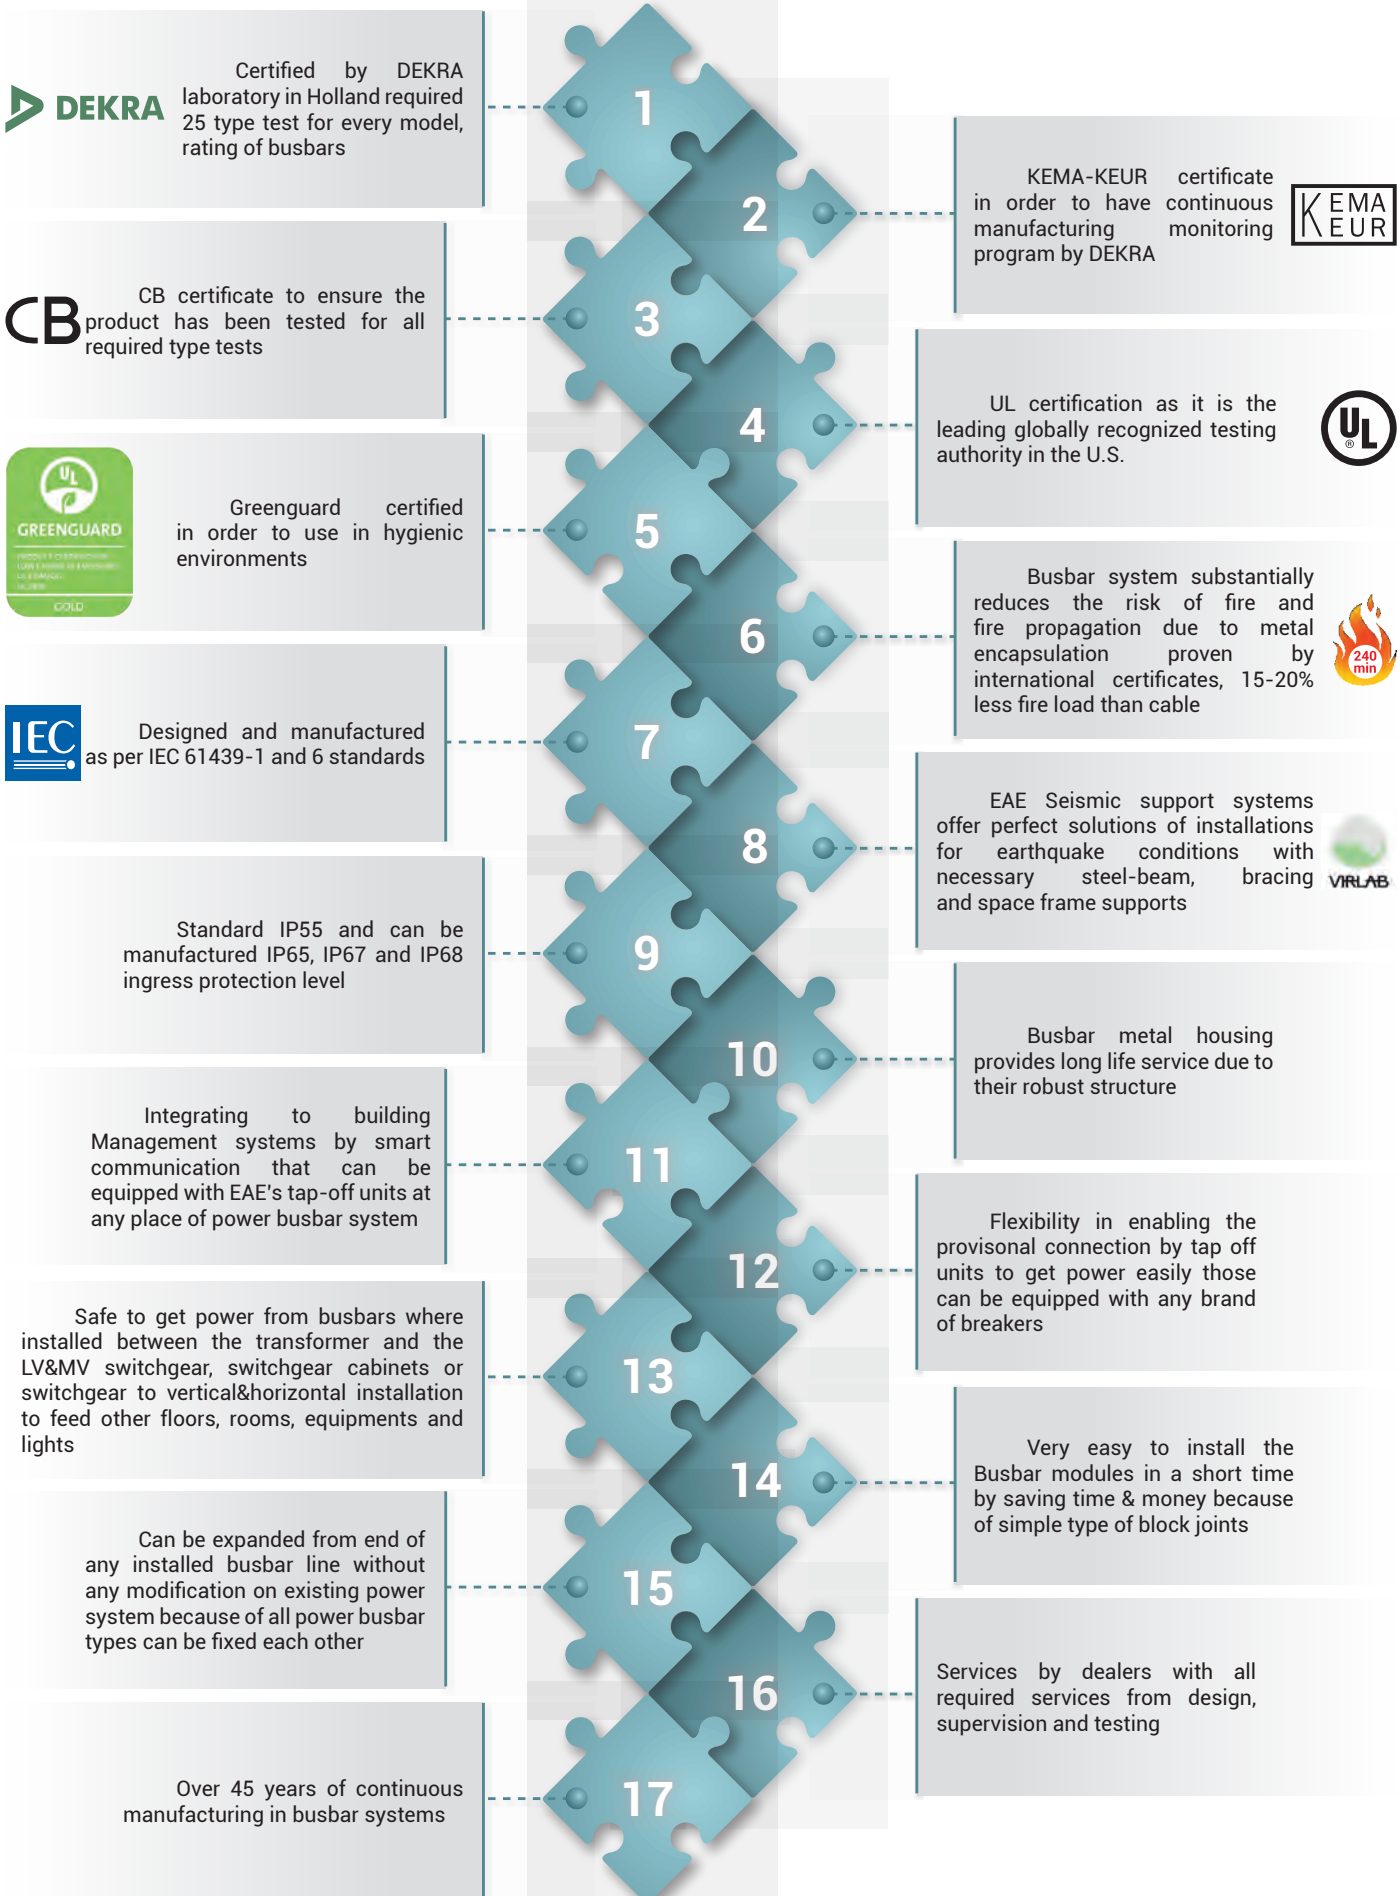 DEKRA
Certified by DEKRA
laboratory in Holland required
25 type test for every model,
rating of busbars
1
KEMA-KEUR certificate
in order to have continuous
manufacturing monitoring
program by DEKRA
KEMA
KEUR
2
CB
CB certificate to ensure the
product has been tested for all
required type tests
3
UL certification as it is the
leading globally recognized testing
authority in the U.S.
UL
®
4
UL
GREENGUARD
GOLD
Greenguard certified
in order to use in hygienic
environments
5
Busbar system substantially
reduces the risk of fire and
fire propagation due to metal
encapsulation proven by
international certificates, 15-20%
less fire load than cable
240
min
6
IEC
Designed and manufactured
as per IEC 61439-1 and 6 standards
7
EAE Seismic support systems
offer perfect solutions of installations
for earthquake conditions with
necessary steel-beam, bracing
and space frame supports
VIRLAB
8
Standard IP55 and can be
manufactured IP65, IP67 and IP68
ingress protection level
9
Busbar metal housing
provides long life service due to
their robust structure
10
Integrating to building
Management systems by smart
communication that can be
equipped with EAE's tap-off units at
any place of power busbar system
11
Flexibility in enabling the
provisonal connection by tap off
units to get power easily those
can be equipped with any brand
of breakers
12
Safe to get power from busbars where
installed between the transformer and the
LV&MV switchgear, switchgear cabinets or
switchgear to vertical&horizontal installation
to feed other floors, rooms, equipments and
lights
13
Very easy to install the
Busbar modules in a short time
by saving time & money because
of simple type of block joints
14
Can be expanded from end of
any installed busbar line without
any modification on existing power
system because of all power busbar
types can be fixed each other
15
Services by dealers with all
required services from design,
supervision and testing
16
Over 45 years of continuous
manufacturing in busbar systems
17